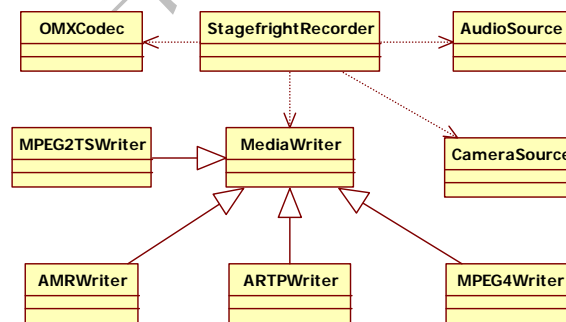 OMXCodec
StagefrightRecorder
AudioSource
MPEG2TSWriter
MediaWriter
CameraSource
AMRWriter
ARTPWriter
MPEG4Writer